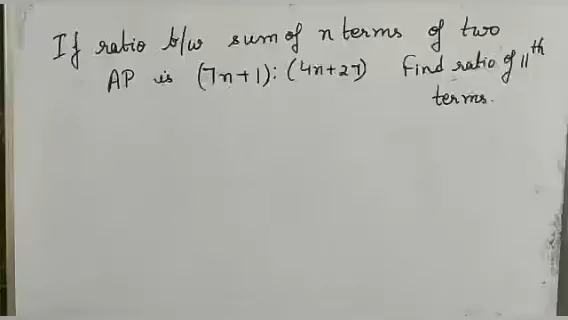 If ratio b/w sum of n terms of two
AP is (7n+1):(4n+27) Find ratio of 11th
terms.